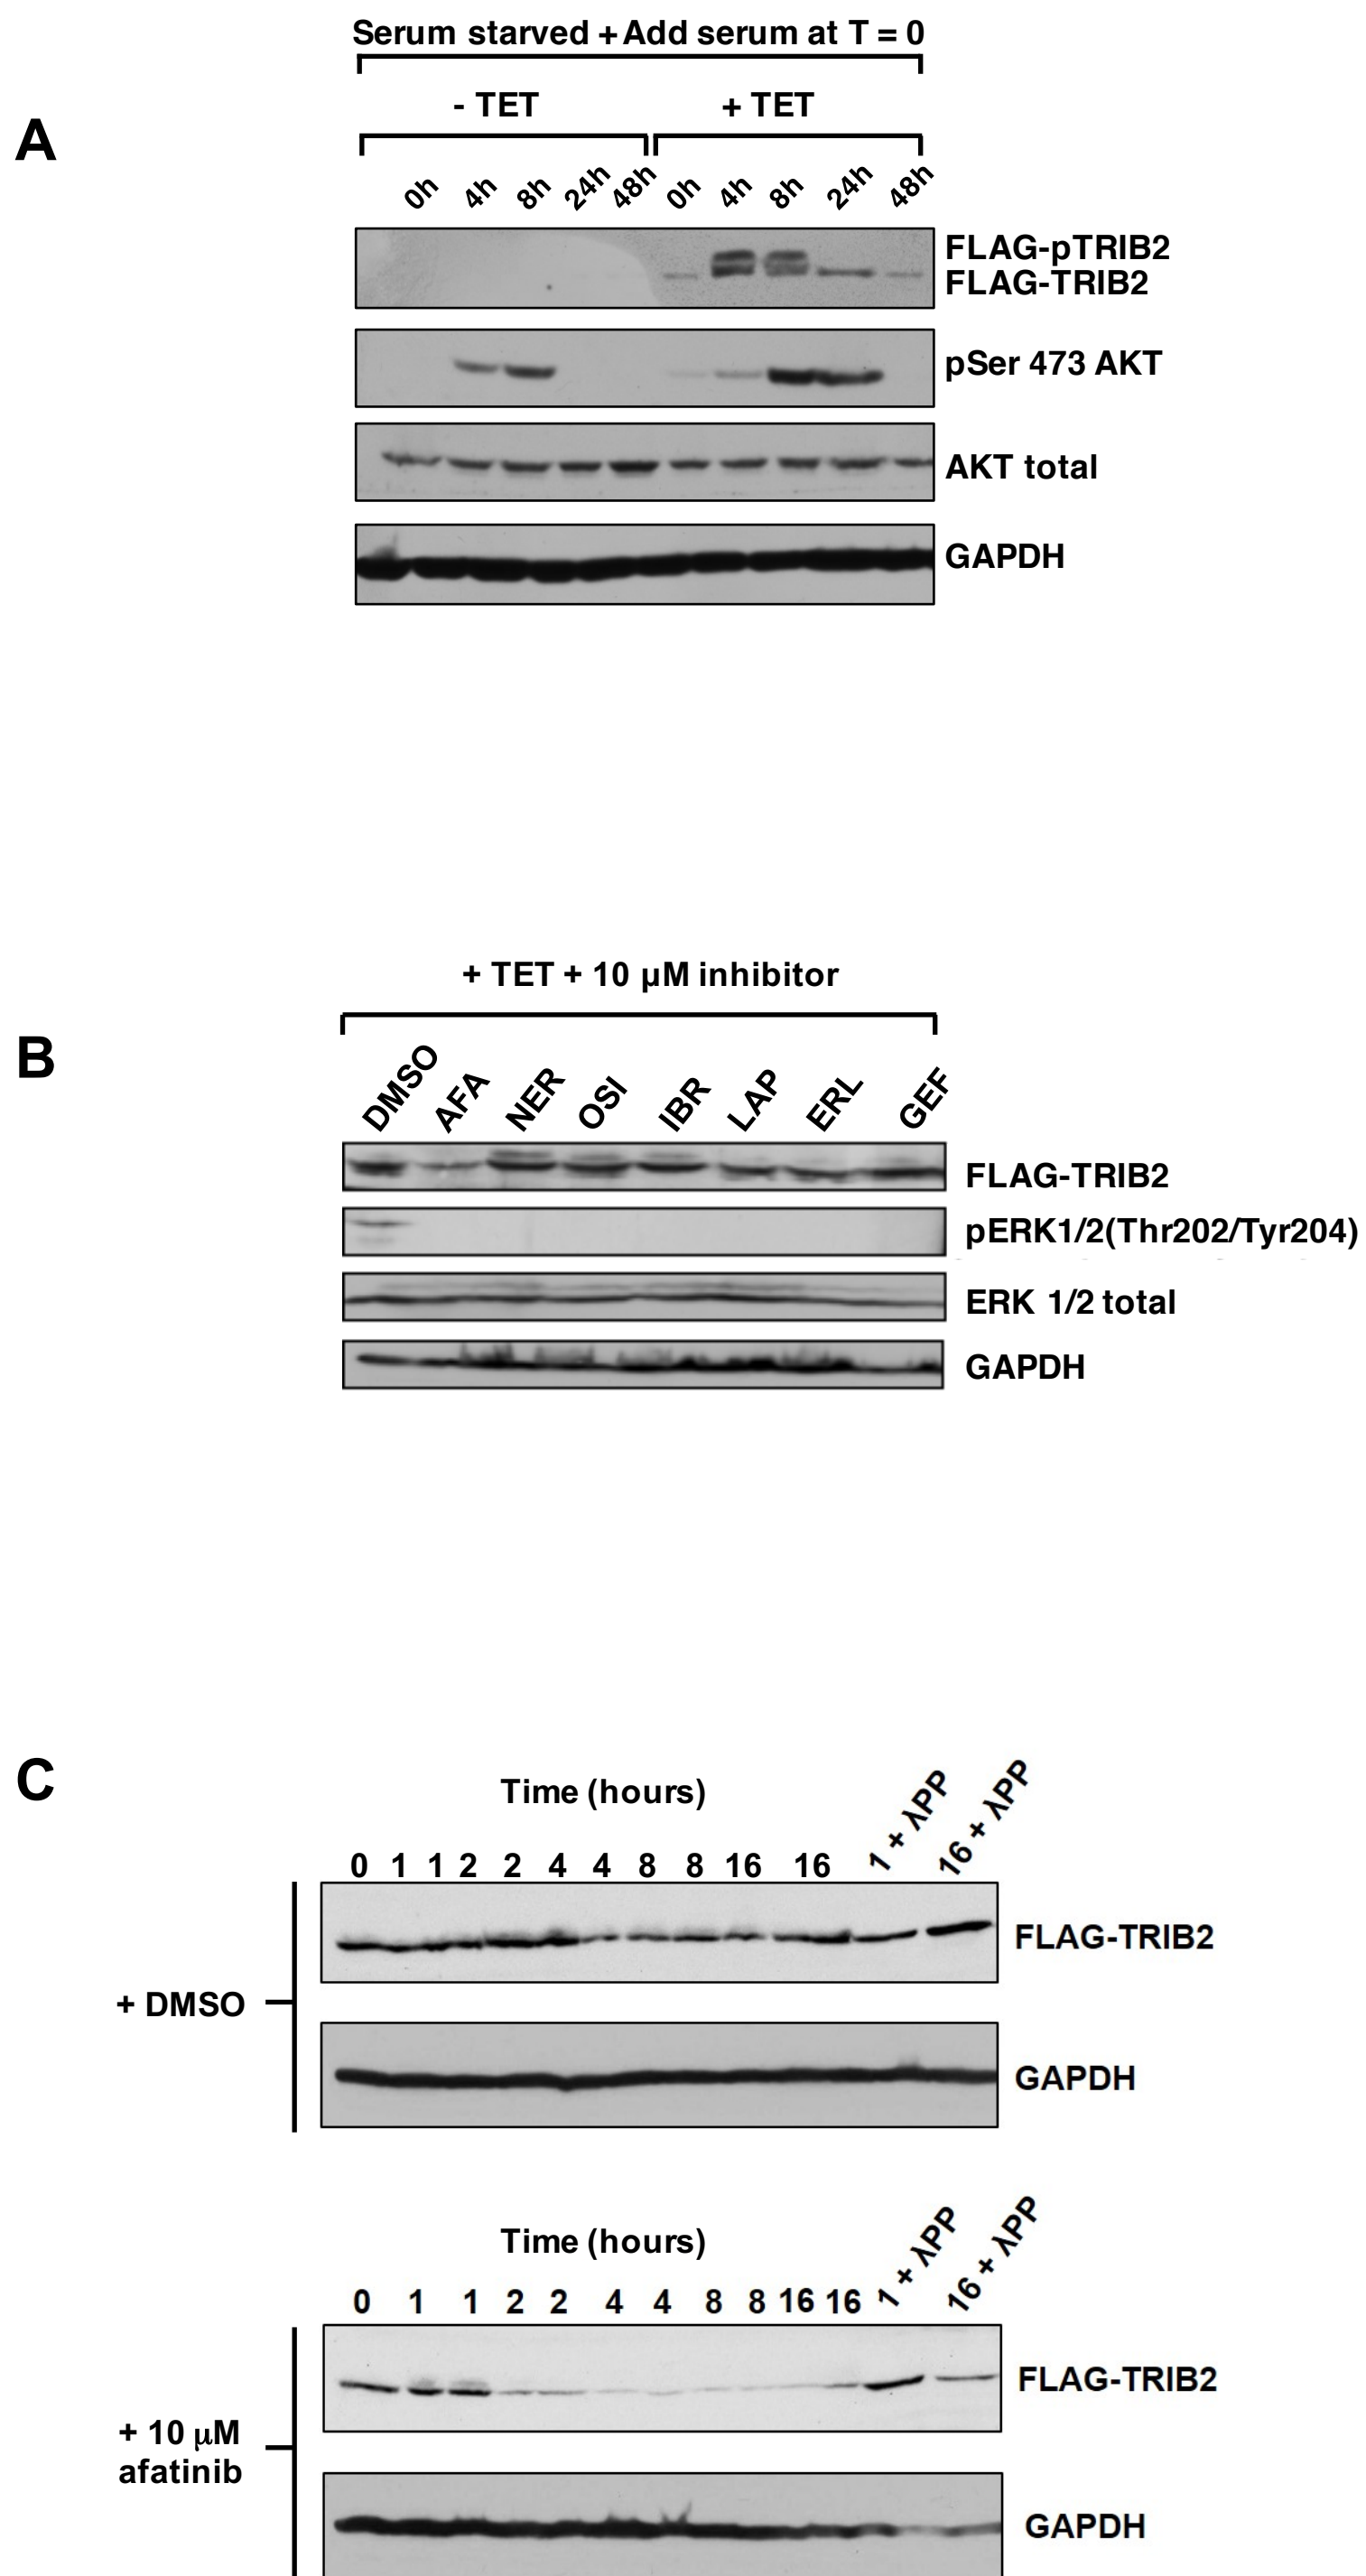 Serum starved + Add serum at T = 0
- TET + TET
A
0h 4h 8h 24h 48h 0h 4h 8h 24h 48h
FLAG-pTRIB2
FLAG-TRIB2
pSer 473 AKT
AKT total
GAPDH
+ TET + 10 µM inhibitor
B
DMSO AFA NER OSI IBR LAP ERL GEF
FLAG-TRIB2
pERK1/2(Thr202/Tyr204)
ERK 1/2 total
GAPDH
C
Time (hours)
0 1 1 2 2 4 4 8 8 16 16 1 + λPP 16 + λPP
FLAG-TRIB2
+ DMSO
GAPDH
Time (hours)
0 1 1 2 2 4 4 8 8 16 16 1 + λPP 16 + λPP
FLAG-TRIB2
+ 10 µM
afatinib
GAPDH